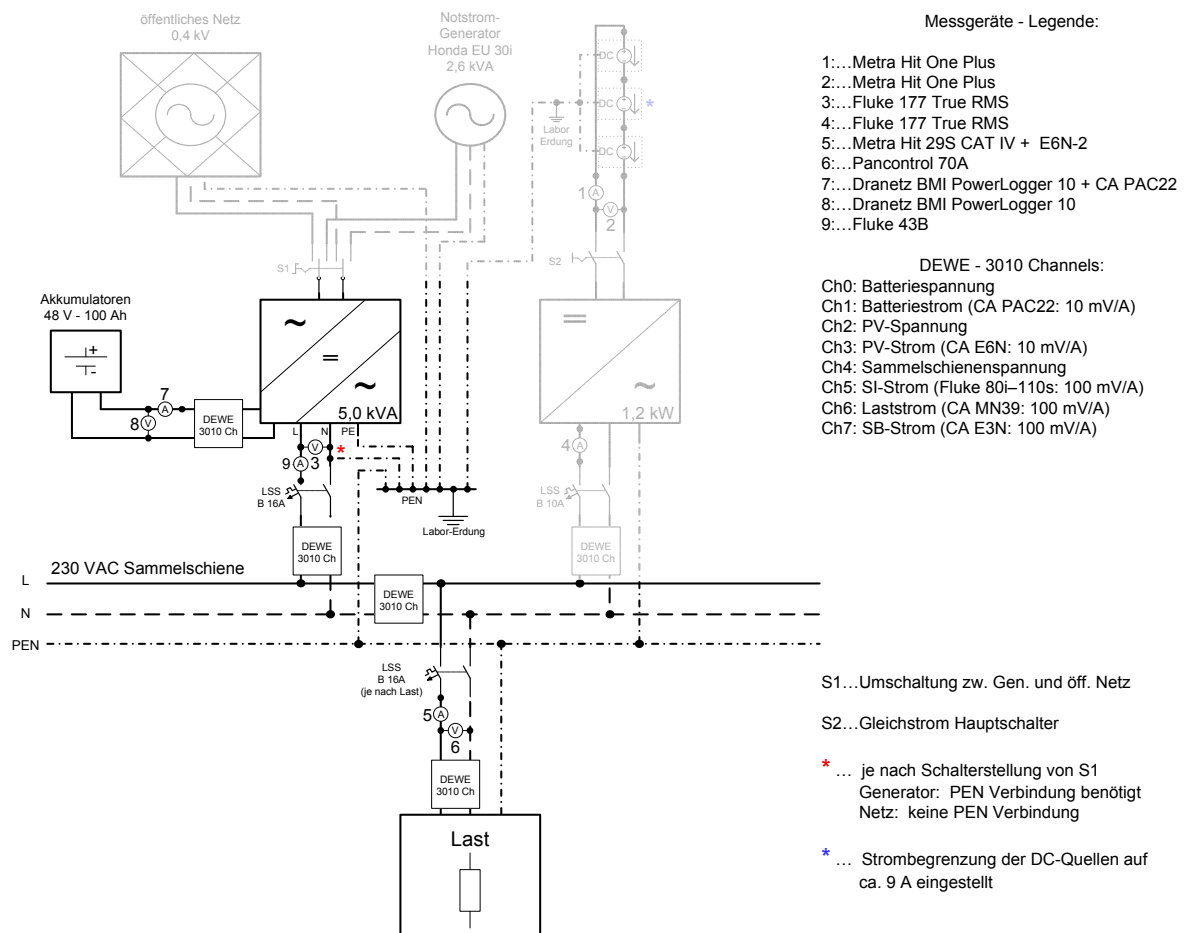 öffentliches Netz
0,4 kV
Notstrom-
Generator
Honda EU 30i
2,6 kVA
DC
DC
*
DC
Labor
Erdung
1
A
V
2
S1
S2
Akkumulatoren
48 V - 100 Ah
+
-
~
=
~
5,0 kVA
L
N
PE
=
~
1,2 kW
7
A
8
V
DEWE
3010 Ch
V
*
9
A
3
4
A
LSS
B 16A
PEN
Labor-Erdung
LSS
B 10A
DEWE
3010 Ch
DEWE
3010 Ch
230 VAC Sammelschiene
L
DEWE
3010 Ch
N
PEN
LSS
B 16A
(je nach Last)
5
A
V
6
DEWE
3010 Ch
Last
Messgeräte - Legende:
1:…Metra Hit One Plus
2:…Metra Hit One Plus
3:…Fluke 177 True RMS
4:…Fluke 177 True RMS
5:…Metra Hit 29S CAT IV + E6N-2
6:…Pancontrol 70A
7:…Dranetz BMI PowerLogger 10 + CA PAC22
8:…Dranetz BMI PowerLogger 10
9:…Fluke 43B
DEWE - 3010 Channels:
Ch0: Batteriespannung
Ch1: Batteriestrom (CA PAC22: 10 mV/A)
Ch2: PV-Spannung
Ch3: PV-Strom (CA E6N: 10 mV/A)
Ch4: Sammelschienenspannung
Ch5: SI-Strom (Fluke 80i–110s: 100 mV/A)
Ch6: Laststrom (CA MN39: 100 mV/A)
Ch7: SB-Strom (CA E3N: 100 mV/A)
S1…Umschaltung zw. Gen. und öff. Netz
S2…Gleichstrom Hauptschalter
* … je nach Schalterstellung von S1
Generator: PEN Verbindung benötigt
Netz: keine PEN Verbindung
* … Strombegrenzung der DC-Quellen auf
ca. 9 A eingestellt